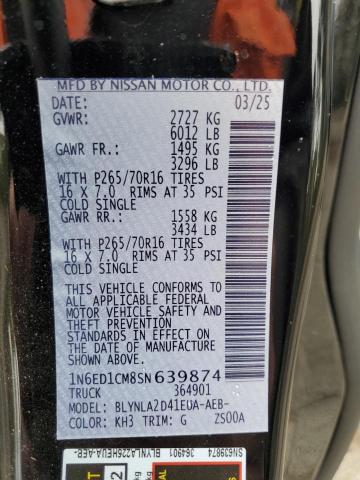 MFD BY NISSAN MOTOR CO., LTD.
DATE: 03/25
GVWR: 2727 KG
6012 LB
GAWR FR.: 1495 KG
3296 LB
WITH P265/70R16 TIRES
16 X 7.0 RIMS AT 35 PSI
COLD SINGLE
GAWR RR.: 1558 KG
3434 LB
WITH P265/70R16 TIRES
16 X 7.0 RIMS AT 35 PSI
COLD SINGLE
THIS VEHICLE CONFORMS TO
ALL APPLICABLE FEDERAL
MOTOR VEHICLE SAFETY AND
THEFT PREVENTION
STANDARDS IN EFFECT ON
THE DATE OF MANUFACTURE
SHOWN ABOVE.
1N6ED1CM8SN639874
TRUCK 364901
MODEL: BLYNLA2D41EUA-AEB-
COLOR: KH3 TRIM: G ZS00A
SN639874
364901